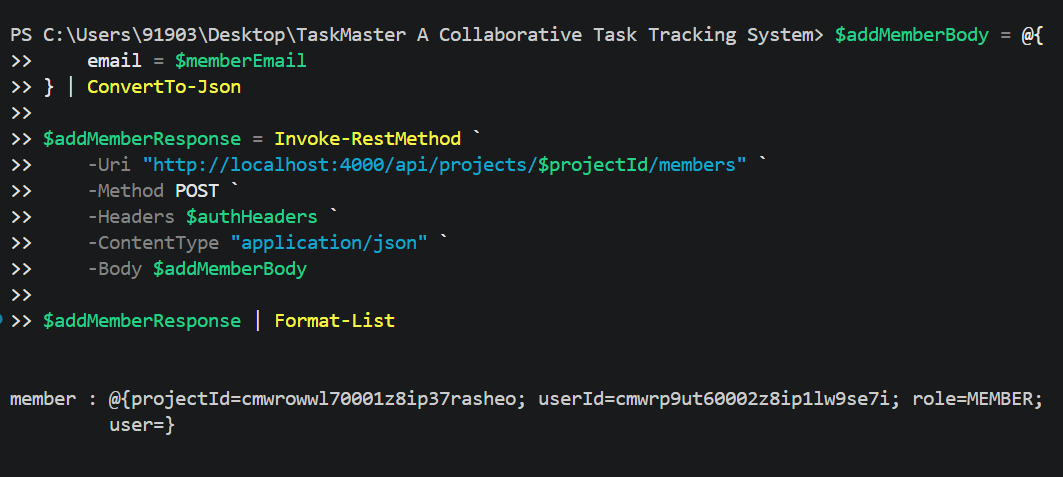 PS C:\Users\91903\Desktop\TaskMaster A Collaborative Task Tracking System> $addMemberBody = @{
>>     email = $memberEmail
>> } | ConvertTo-Json
>>
>> $addMemberResponse = Invoke-RestMethod `
>>     -Uri "http://localhost:4000/api/projects/$projectId/members" `
>>     -Method POST `
>>     -Headers $authHeaders `
>>     -ContentType "application/json" `
>>     -Body $addMemberBody
>>
>> $addMemberResponse | Format-List
member : @{projectId=cmwrowwl70001z8ip37rasheo; userId=cmwrp9ut60002z8ip1lw9se7i; role=MEMBER;
         user=}